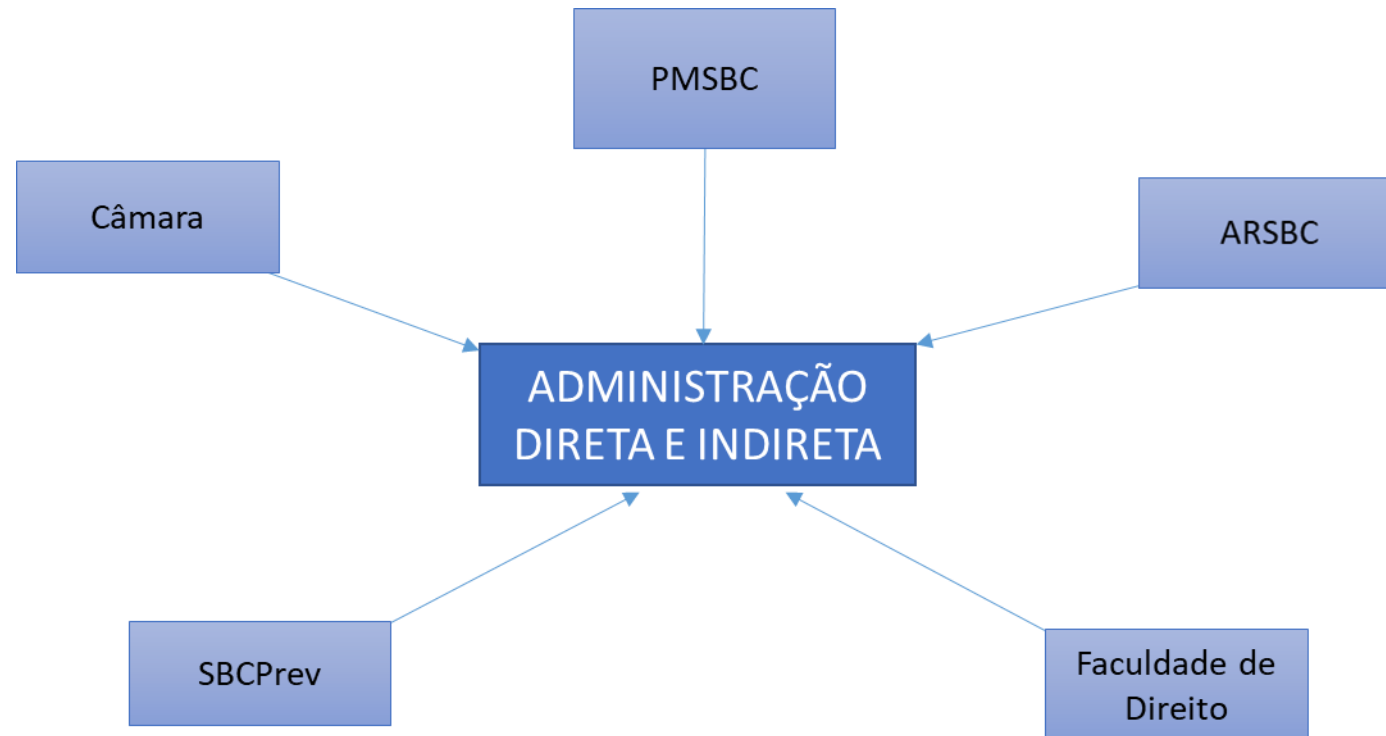 PMSBC
Câmara
ARSBC
ADMINISTRAÇÃO
DIRETA E INDIRETA
SBCPrev
Faculdade de
Direito